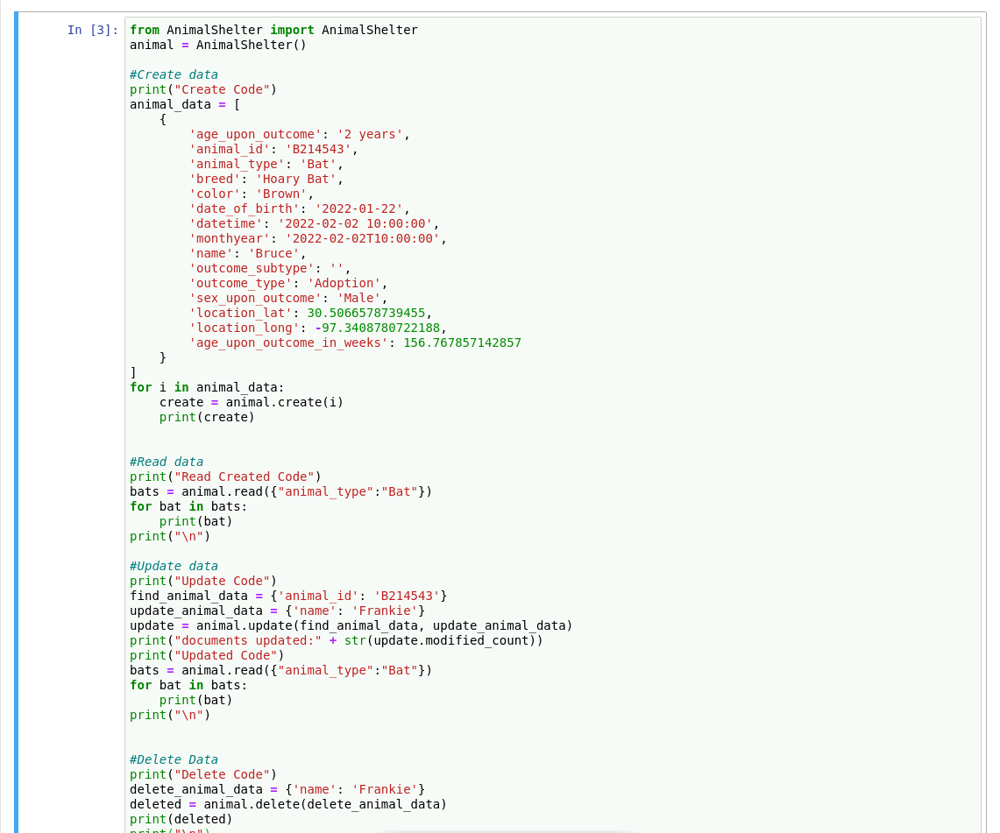 In [3]:
from AnimalShelter import AnimalShelter
animal = AnimalShelter()

#Create data
print("Create Code")
animal_data = [
    {
        'age_upon_outcome': '2 years',
        'animal_id': 'B214543',
        'animal_type': 'Bat',
        'breed': 'Hoary Bat',
        'color': 'Brown',
        'date_of_birth': '2022-01-22',
        'datetime': '2022-02-02 10:00:00',
        'monthyear': '2022-02-02T10:00:00',
        'name': 'Bruce',
        'outcome_subtype': '',
        'outcome_type': 'Adoption',
        'sex_upon_outcome': 'Male',
        'location_lat': 30.5066578739455,
        'location_long': -97.3408780722188,
        'age_upon_outcome_in_weeks': 156.767857142857
    }
]
for i in animal_data:
    create = animal.create(i)
    print(create)


#Read data
print("Read Created Code")
bats = animal.read({"animal_type":"Bat"})
for bat in bats:
    print(bat)
print("\n")

#Update data
print("Update Code")
find_animal_data = {'animal_id': 'B214543'}
update_animal_data = {'name': 'Frankie'}
update = animal.update(find_animal_data, update_animal_data)
print("documents updated:" + str(update.modified_count))
print("Updated Code")
bats = animal.read({"animal_type":"Bat"})
for bat in bats:
    print(bat)
print("\n")


#Delete Data
print("Delete Code")
delete_animal_data = {'name': 'Frankie'}
deleted = animal.delete(delete_animal_data)
print(deleted)
print("\n")